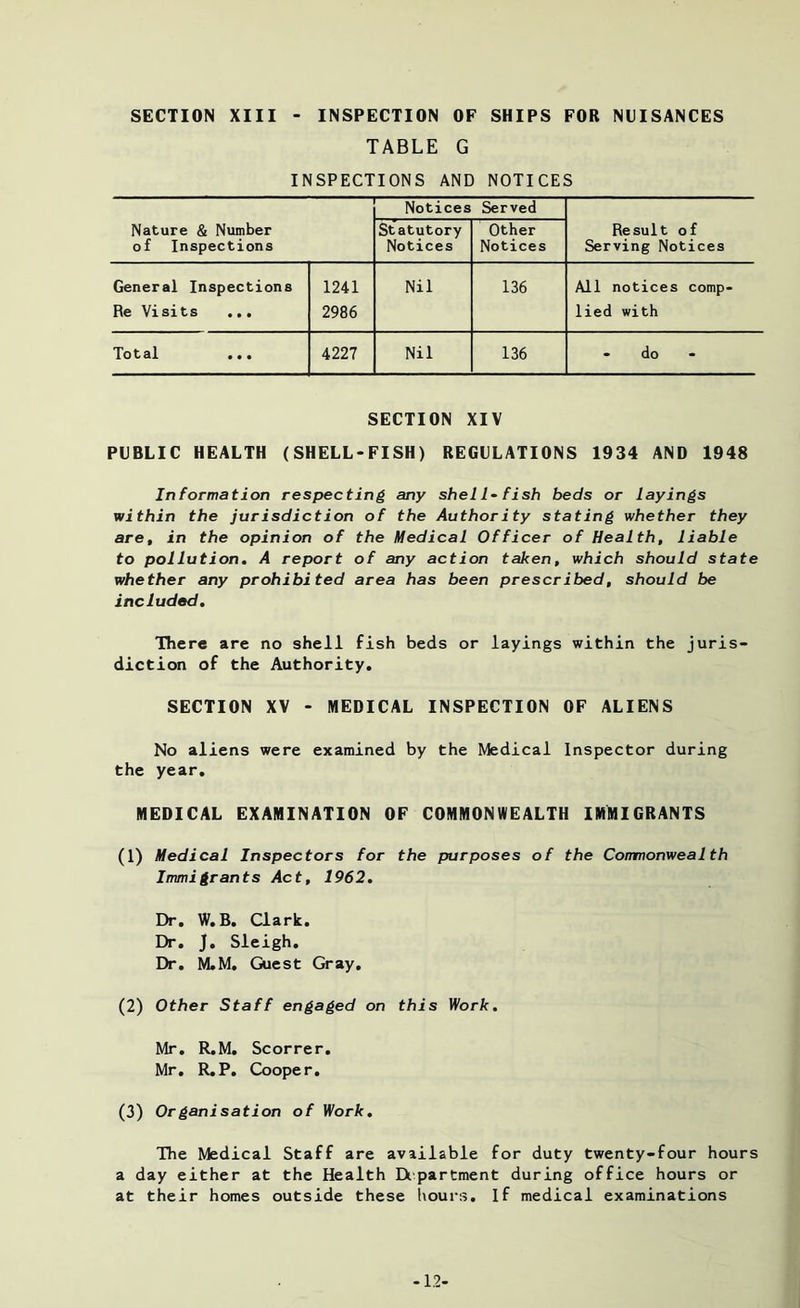 SECTION XIII - INSPECTION OF SHIPS FOR NUISANCES
TABLE G
INSPECTIONS AND NOTICES
Nature & Number of Inspections | Notices Served | Result of Serving Notices
Statutory Notices | Other Notices
General Inspections 1241 Nil 136 All notices comp-
Re Visits ... 2986 lied with
Total ... 4227 Nil 136 - do -
SECTION XIV
PUBLIC HEALTH (SHELL-FISH) REGULATIONS 1934 AND 1948
Information respecting any shell-fish beds or layings
within the jurisdiction of the Authority stating whether they
are, in the opinion of the Medical Officer of Health, liable
to pollution. A report of any action taken, which should state
whether any prohibited area has been prescribed, should be
included.
There are no shell fish beds or layings within the juris-
diction of the Authority.
SECTION XV - MEDICAL INSPECTION OF ALIENS
No aliens were examined by the Medical Inspector during
the year.
MEDICAL EXAMINATION OF COMMONWEALTH IMMIGRANTS
(1) Medical Inspectors for the purposes of the Commonwealth
Immigrants Act, 1962.
Dr. W.B. Clark.
Dr. J. Sleigh.
Dr. M.M. Guest Gray.
(2) Other Staff engaged on this Work.
Mr. R.M. Scorrer.
Mr. R.P. Cooper.
(3) Organisation of Work.
The Medical Staff are available for duty twenty-four hours
a day either at the Health Department during office hours or
at their homes outside these hours. If medical examinations
-12-